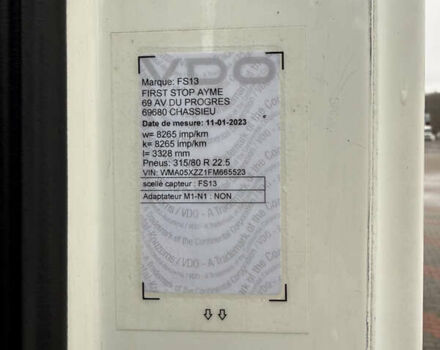 VDO
Marque: FS13
FIRST STOP AYME
69 AV DU PROGRES
69680 CHASSIEU
Date de mesure: 11-01-2023
w= 8265 imp/km
k= 8265 imp/km
l= 3328 mm
Pneus: 315/80 R 22.5
VIN: WMA05XZZ1FM665523
scellé capteur : FS13
Adaptateur M1-N1 : NON